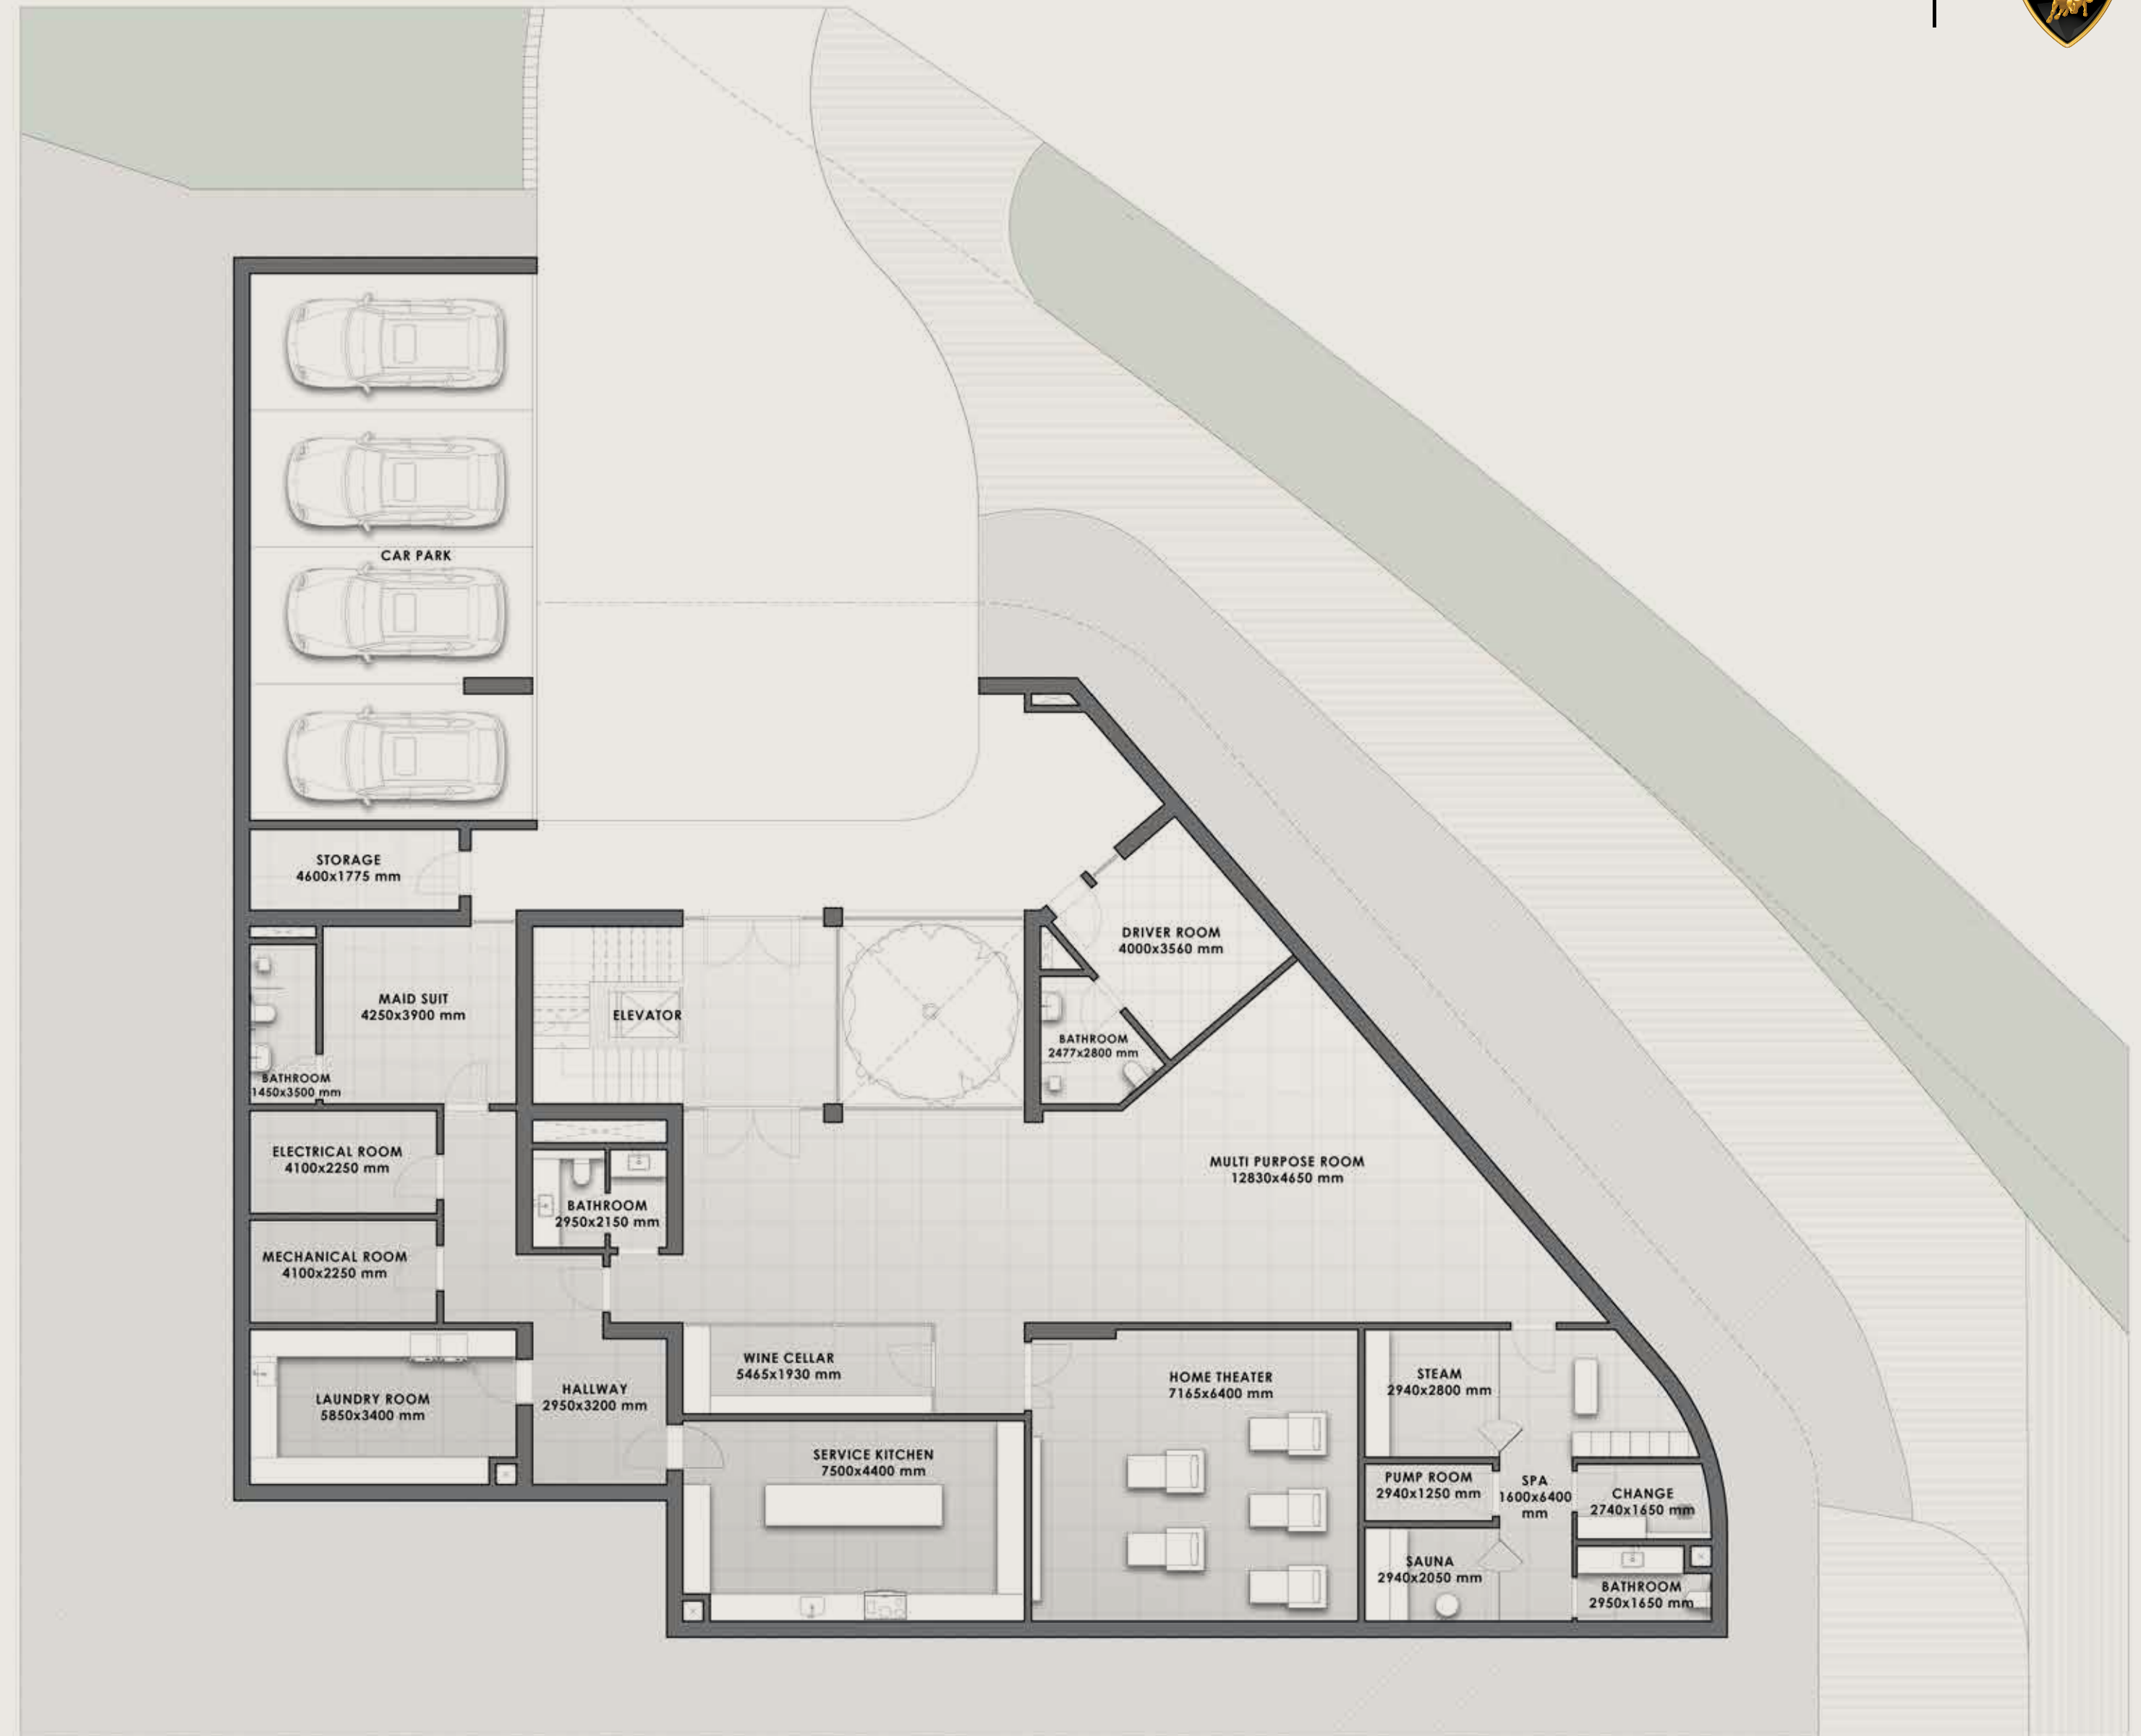 CAR PARK
STORAGE
4600x1775 mm
DRIVER ROOM
4000x3560 mm
MAID SUIT
4250x3900 mm
ELEVATOR
BATHROOM
2477x2800 mm
BATHROOM
1450x3500 mm
ELECTRICAL ROOM
4100x2250 mm
MULTI PURPOSE ROOM
12830x4650 mm
BATHROOM
2950x2150 mm
MECHANICAL ROOM
4100x2250 mm
WINE CELLAR
5465x1930 mm
HOME THEATER
7165x6400 mm
STEAM
2940x2800 mm
LAUNDRY ROOM
5850x3400 mm
HALLWAY
2950x3200 mm
SERVICE KITCHEN
7500x4400 mm
PUMP ROOM
2940x1250 mm
SPA
1600x6400
mm
CHANGE
2740x1650 mm
SAUNA
2940x2050 mm
BATHROOM
2950x1650 mm